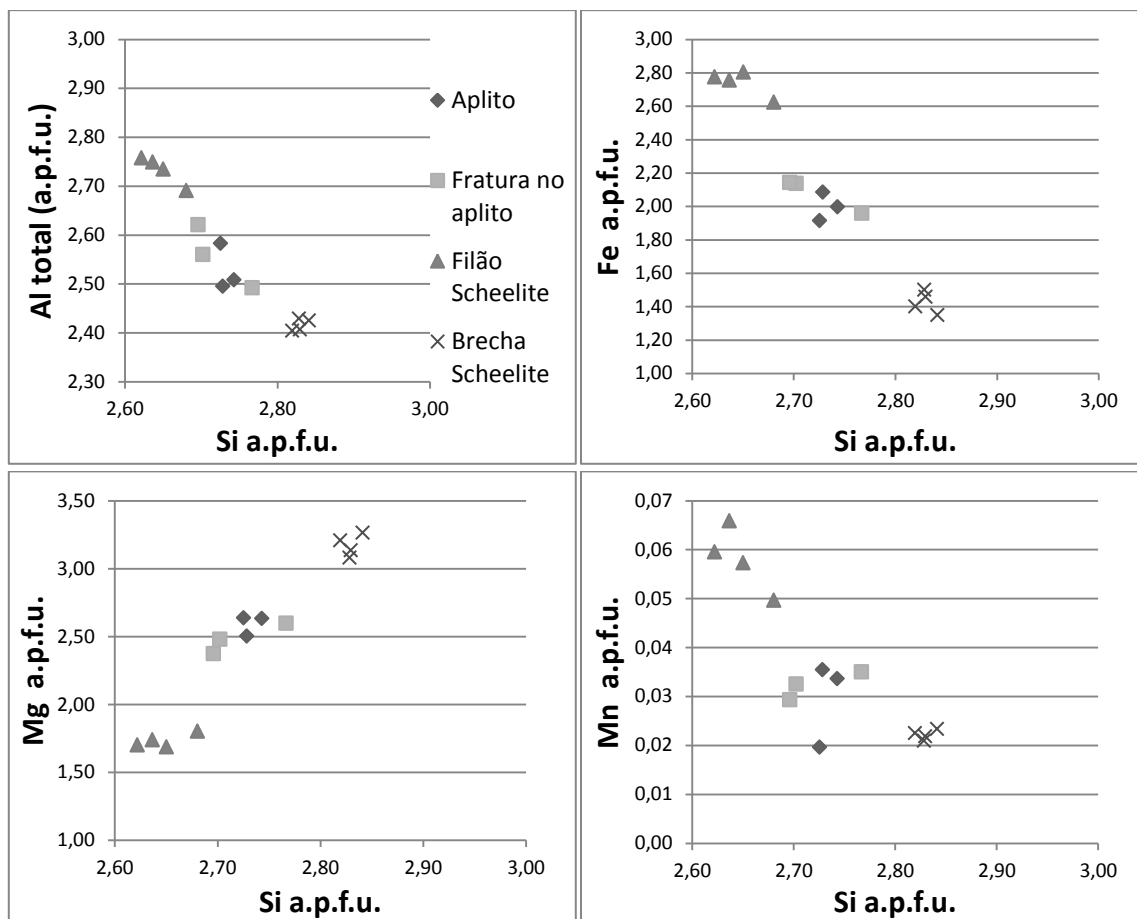 3,00
2,90
2,80
2,70
2,60
2,50
2,40
2,30
Al total (a.p.f.u.)
2,60 2,80 3,00
Si a.p.f.u.
Aplito
Fratura no
aplito
Filão
Scheelite
Brecha
Scheelite
3,00
2,80
2,60
2,40
2,20
2,00
1,80
1,60
1,40
1,20
1,00
Fe a.p.f.u.
2,60 2,70 2,80 2,90 3,00
Si a.p.f.u.
3,50
3,00
2,50
2,00
1,50
1,00
Mg a.p.f.u.
2,60 2,70 2,80 2,90 3,00
Si a.p.f.u.
0,07
0,06
0,05
0,04
0,03
0,02
0,01
0,00
Mn a.p.f.u.
2,60 2,70 2,80 2,90 3,00
Si a.p.f.u.